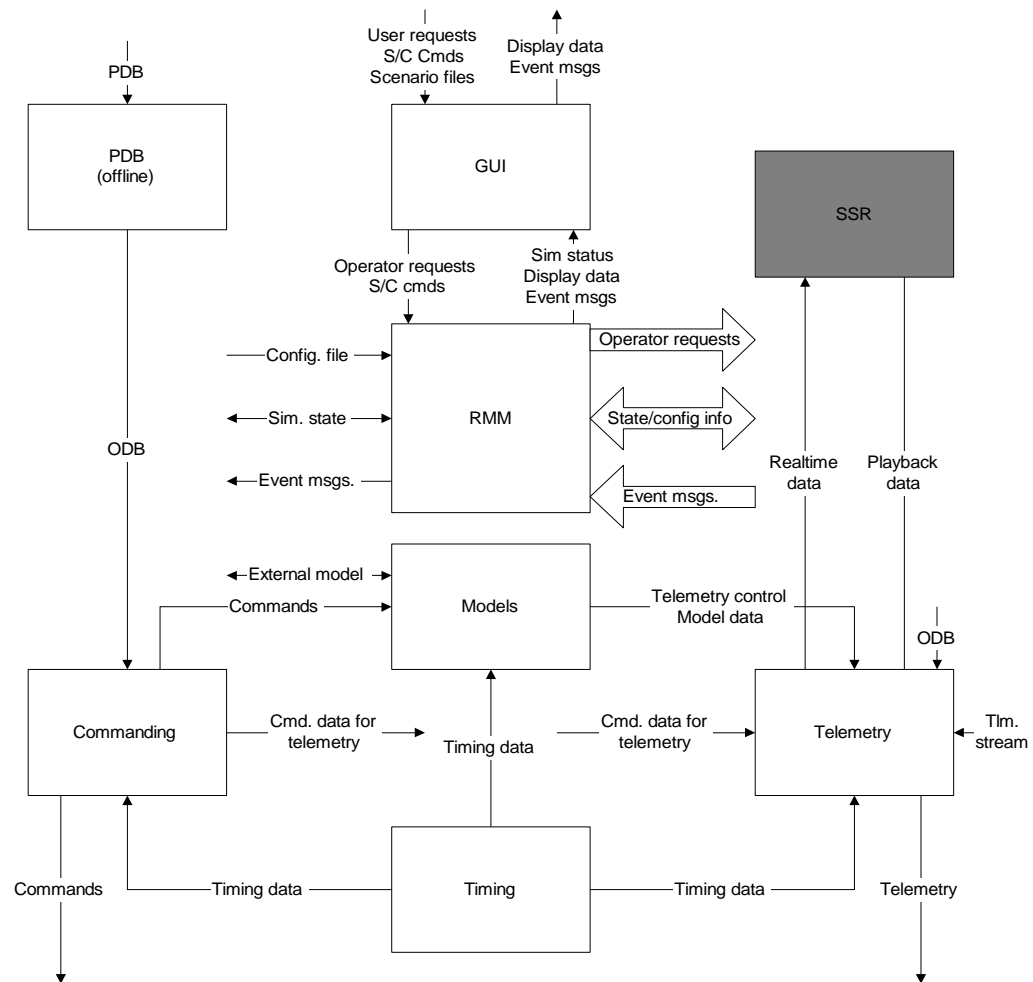 User requests
S/C Cmds
Scenario files
Display data
Event msgs
PDB
PDB
(offline)
GUI
SSR
Operator requests
S/C cmds
Sim status
Display data
Event msgs
Config. file
Operator requests
Sim. state
RMM
State/config info
ODB
Realtime
data
Playback
data
Event msgs.
Event msgs.
External model
Commands
Models
Telemetry control
Model data
ODB
Commanding
Cmd. data for
telemetry
Timing data
Cmd. data for
telemetry
Telemetry
Tlm.
stream
Commands
Timing data
Timing
Timing data
Telemetry